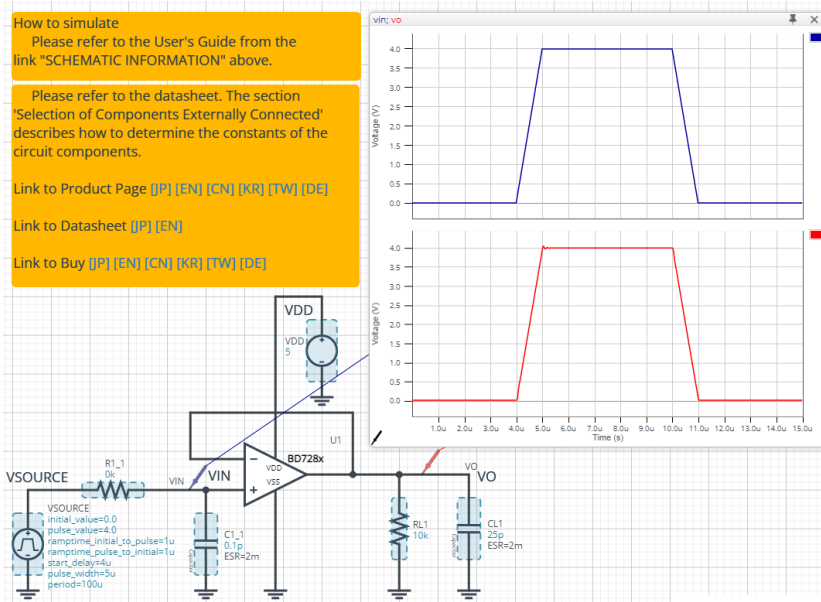 How to simulate
Please refer to the User's Guide from the
link "SCHEMATIC INFORMATION" above.
Please refer to the datasheet. The section
'Selection of Components Externally Connected'
describes how to determine the constants of the
circuit components.
Link to Product Page [JP] [EN] [CN] [KR] [TW] [DE]
Link to Datasheet [JP] [EN]
Link to Buy [JP] [EN] [CN] [KR] [TW] [DE]
vin; vo
Voltage (V)
4.0
3.5
3.0
2.5
2.0
1.5
1.0
0.5
0.0
Voltage (V)
4.0
3.5
3.0
2.5
2.0
1.5
1.0
0.5
0.0
1.0u 2.0u 3.0u 4.0u 5.0u 6.0u 7.0u 8.0u 9.0u 10.0u 11.0u 12.0u 13.0u 14.0u 15.0u
Time (s)
VDD
VDD
5
U1
BD728x
VDD
VSS
R1_1
0k
VSOURCE
VIN
VIN
VO
VO
VSOURCE
initial_value=0.0
pulse_value=4.0
ramptime_initial_to_pulse=1u
ramptime_pulse_to_initial=1u
start_delay=4u
pulse_width=5u
period=100u
C1_1
0.1p
ESR=2m
Capacitor
RL1
10k
CL1
25p
ESR=2m
Capacitor